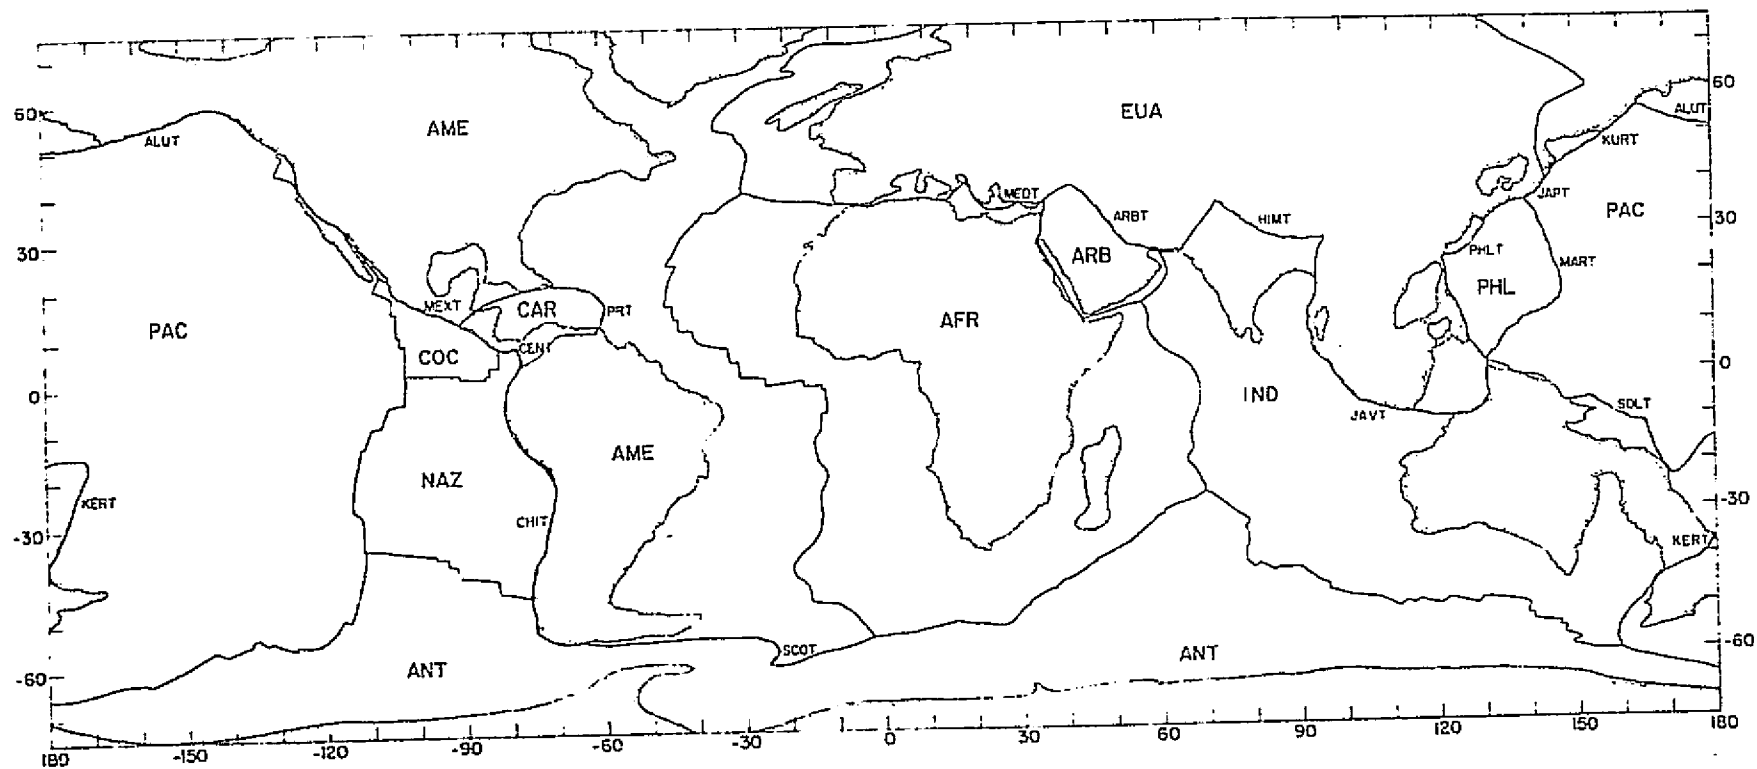 60
AME
EUA
60
ALUT
ALUT
KURT
MEDT
JAPT
30
ARBT
HIMT
PAC
30
ARB
PHLT
MART
PHL
MEXT
CAR
PRT
PAC
AFR
CENT
COC
0
0
IND
JAVT
SOLT
AME
NAZ
KERT
CHIT
-30
-30
KERT
SCOT
ANT
ANT
-60
-60
180
-150
-120
-90
-60
-30
0
30
60
90
120
150
180